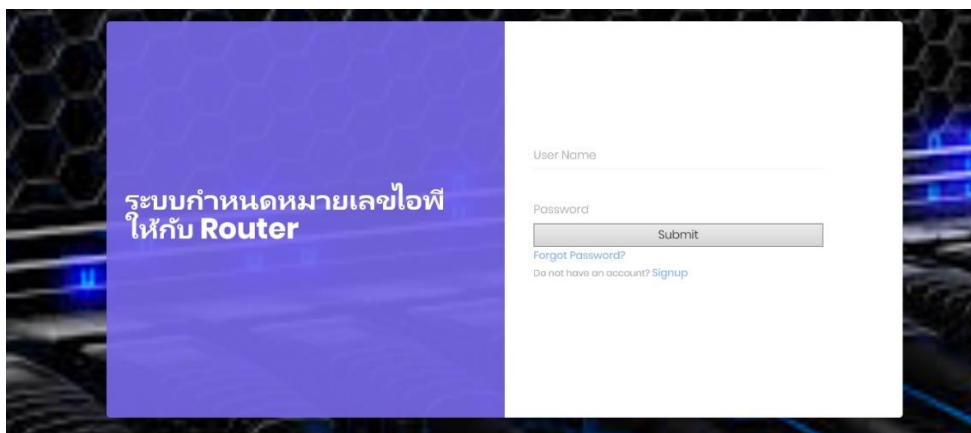 ระบบกำหนดหมายเลขไอพี
ให้กับ Router
User Name
Password
Submit
Forgot Password?
Do not have an account? Signup